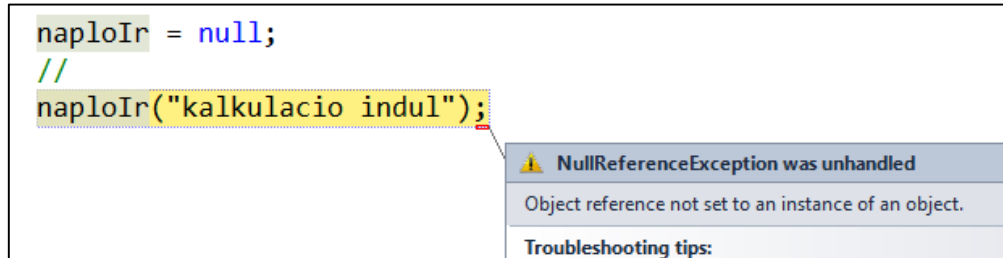 naploIr = null;
//
naploIr("kalkulacio indul");
NullReferenceException was unhandled
Object reference not set to an instance of an object.
Troubleshooting tips: